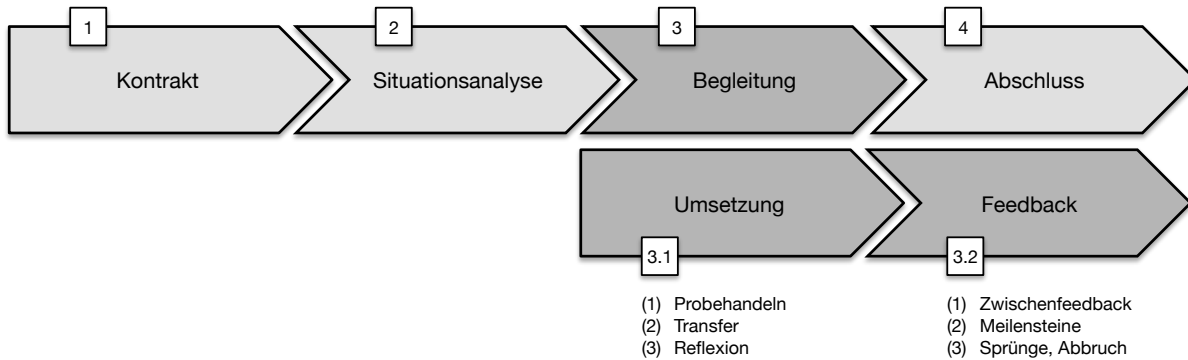 1
Kontrakt
2
Situationsanalyse
3
Begleitung
4
Abschluss
Umsetzung
3.1
(1) Probehandeln
(2) Transfer
(3) Reflexion
Feedback
3.2
(1) Zwischenfeedback
(2) Meilensteine
(3) Sprünge, Abbruch